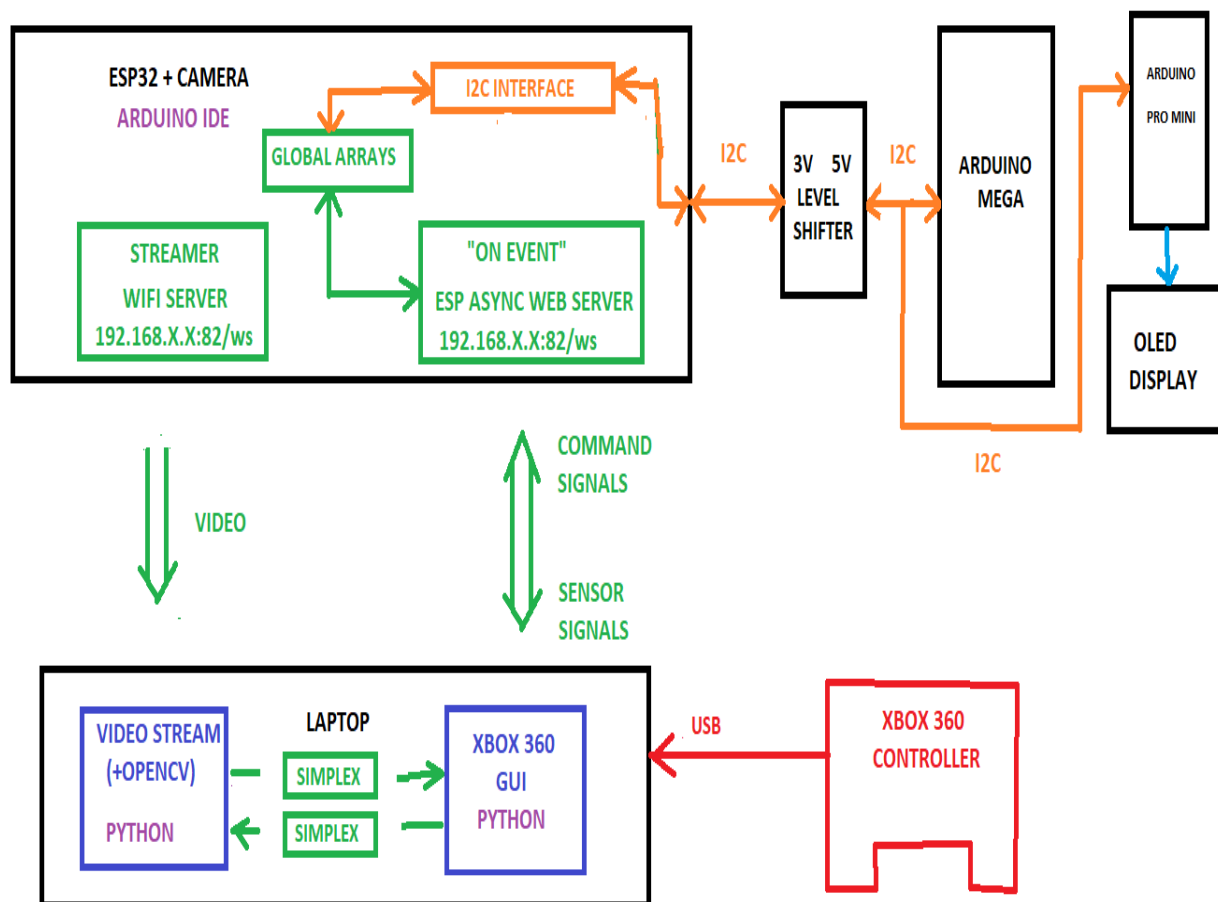 ESP32 + CAMERA
ARDUINO IDE
I2C INTERFACE
GLOBAL ARRAYS
STREAMER
WIFI SERVER
192.168.X.X:82/ws
"ON EVENT"
ESP ASYNC WEB SERVER
192.168.X.X:82/ws
I2C
3V 5V
LEVEL
SHIFTER
I2C
ARDUINO
MEGA
ARDUINO
PRO MINI
OLED
DISPLAY
I2C
VIDEO
COMMAND
SIGNALS
SENSOR
SIGNALS
LAPTOP
VIDEO STREAM
(+OPENCV)
PYTHON
SIMPLEX
SIMPLEX
XBOX 360
GUI
PYTHON
USB
XBOX 360
CONTROLLER